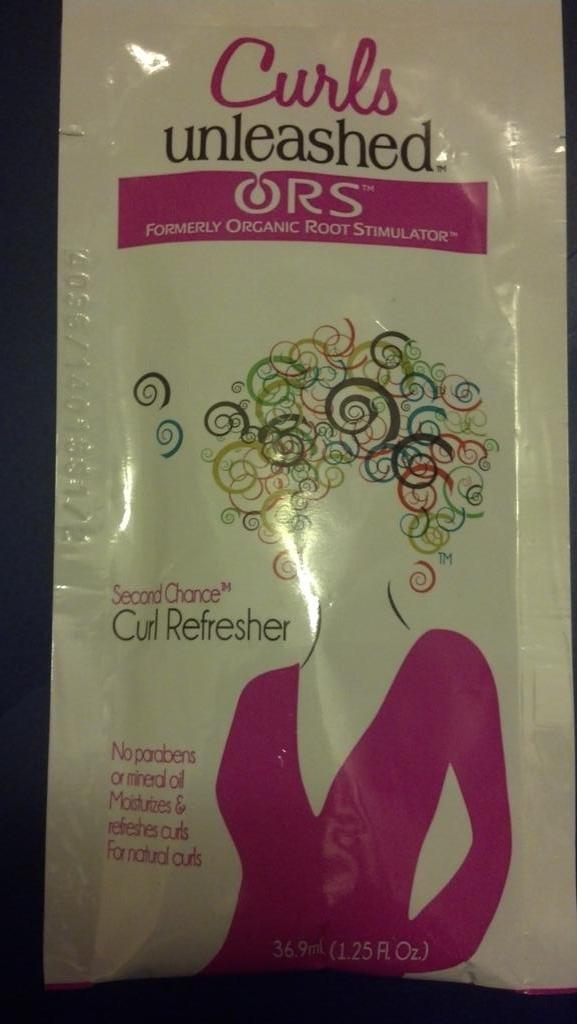 Curls
unleashed™
ORS™
FORMERLY ORGANIC ROOT STIMULATOR™
TM
Second Chance™
Curl Refresher
No parabens
or mineral oil
Moisturizes &
refreshes curls
For natural curls
36.9ml (1.25 Fl. Oz.)